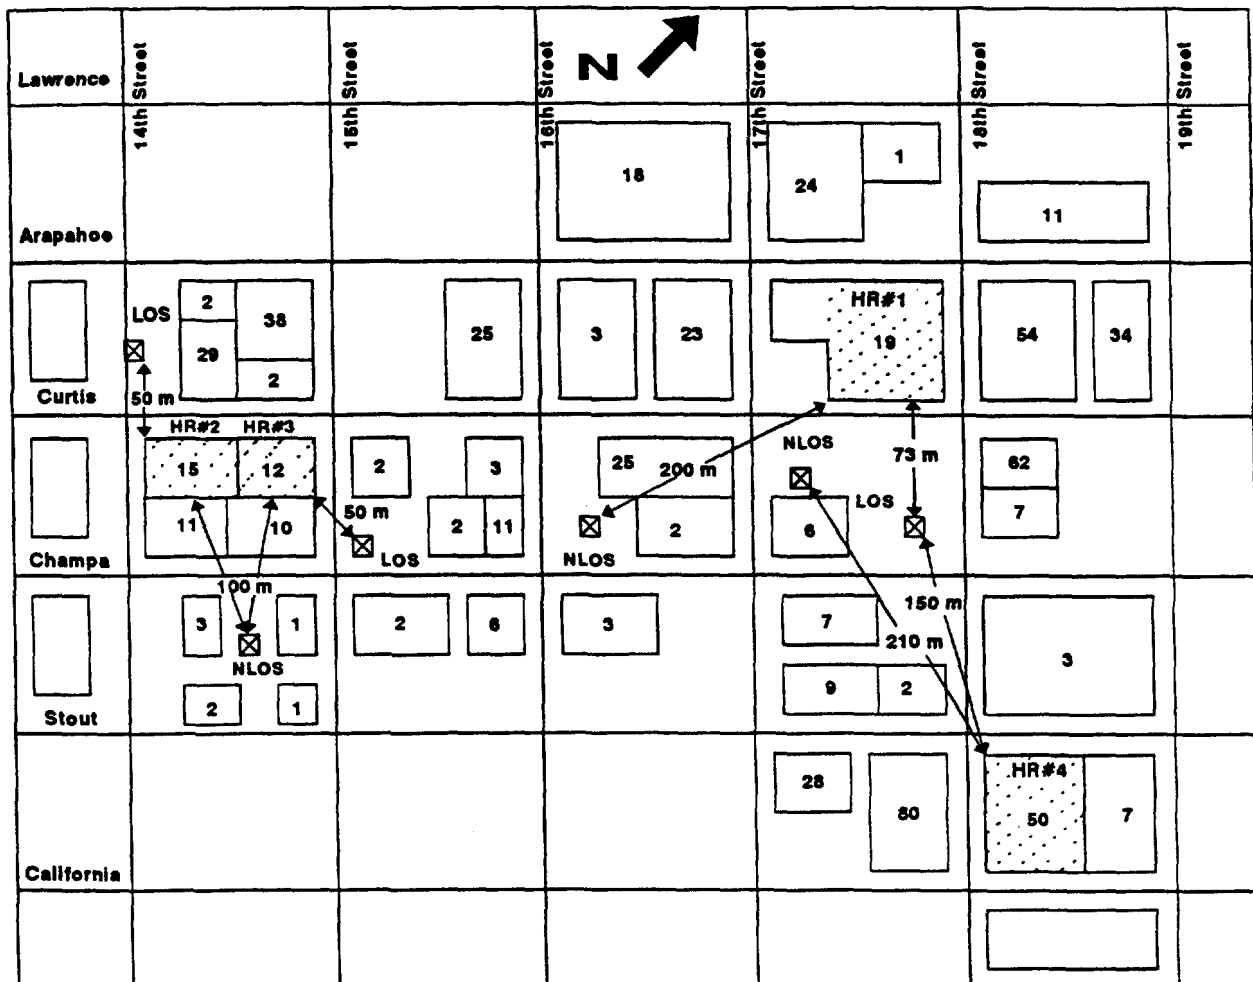 N
Lawrence
14th Street
15th Street
16th Street
17th Street
18th Street
19th Street
18
24
1
11
Arapahoe
LOS
2
38
29
2
25
3
23
HR#1
19
54
34
Curtis
50 m
HR#2
HR#3
15
12
11
10
2
3
50 m
2
11
LOS
25
200 m
2
NLOS
NLOS
73 m
LOS
6
62
7
Champa
100 m
3
1
NLOS
2
1
2
6
3
7
150 m
210 m
9
2
3
Stout
28
80
HR#4
50
7
California